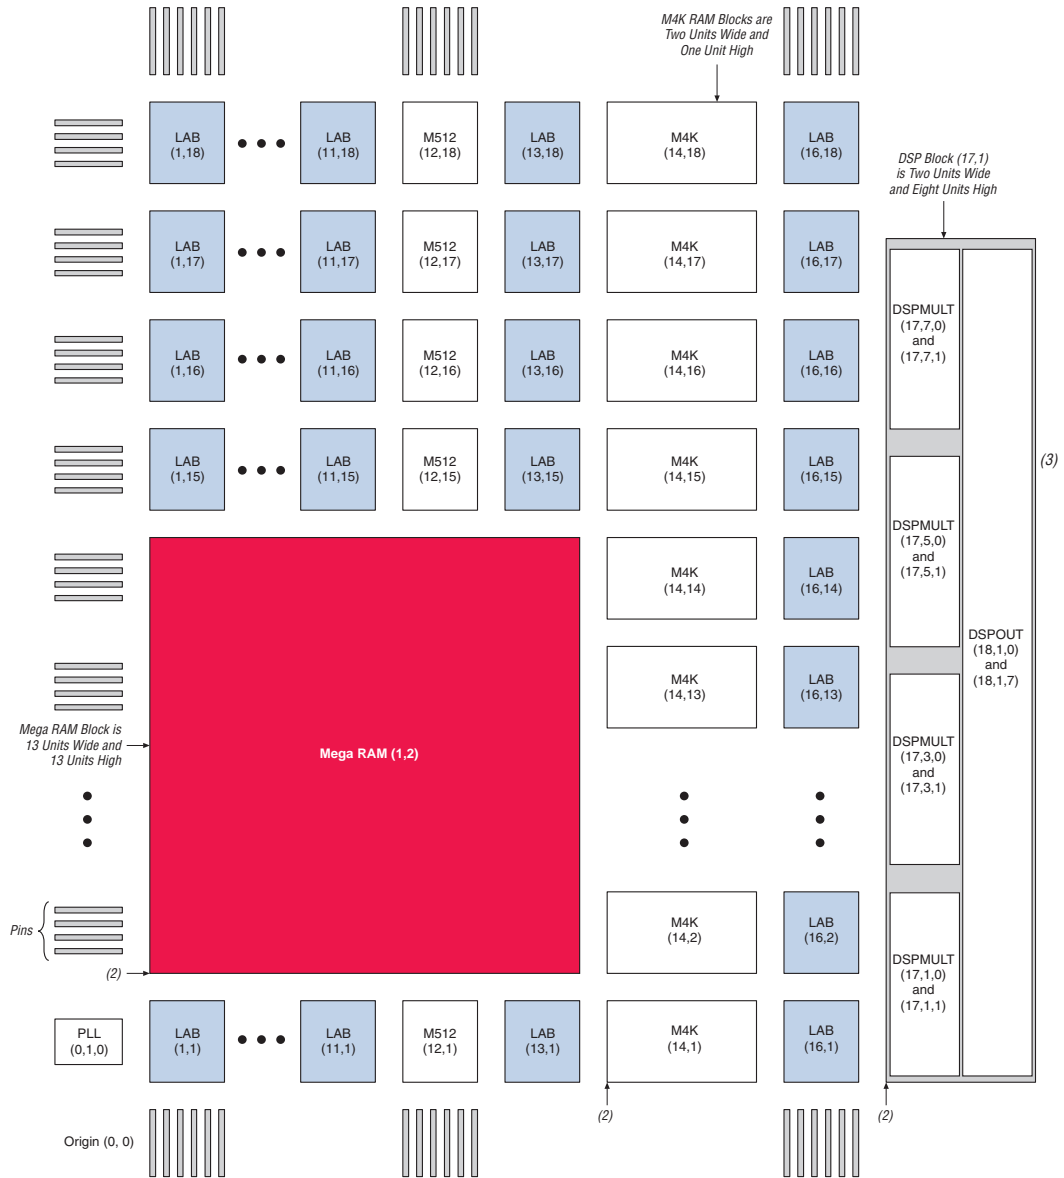 M4K RAM Blocks are
Two Units Wide and
One Unit High
LAB
(1,18)
LAB
(11,18)
M512
(12,18)
LAB
(13,18)
M4K
(14,18)
LAB
(16,18)
DSP Block (17,1)
is Two Units Wide
and Eight Units High
LAB
(1,17)
LAB
(11,17)
M512
(12,17)
LAB
(13,17)
M4K
(14,17)
LAB
(16,17)
DSPMULT
(17,7,0)
and
(17,7,1)
LAB
(1,16)
LAB
(11,16)
M512
(12,16)
LAB
(13,16)
M4K
(14,16)
LAB
(16,16)
LAB
(1,15)
LAB
(11,15)
M512
(12,15)
LAB
(13,15)
M4K
(14,15)
LAB
(16,15)
(3)
DSPMULT
(17,5,0)
and
(17,5,1)
M4K
(14,14)
LAB
(16,14)
DSPOUT
(18,1,0)
and
(18,1,7)
M4K
(14,13)
LAB
(16,13)
Mega RAM Block is
13 Units Wide and
13 Units High
Mega RAM (1,2)
DSPMULT
(17,3,0)
and
(17,3,1)
Pins
M4K
(14,2)
LAB
(16,2)
(2)
DSPMULT
(17,1,0)
and
(17,1,1)
PLL
(0,1,0)
LAB
(1,1)
LAB
(11,1)
M512
(12,1)
LAB
(13,1)
M4K
(14,1)
LAB
(16,1)
(2)
(2)
Origin (0, 0)